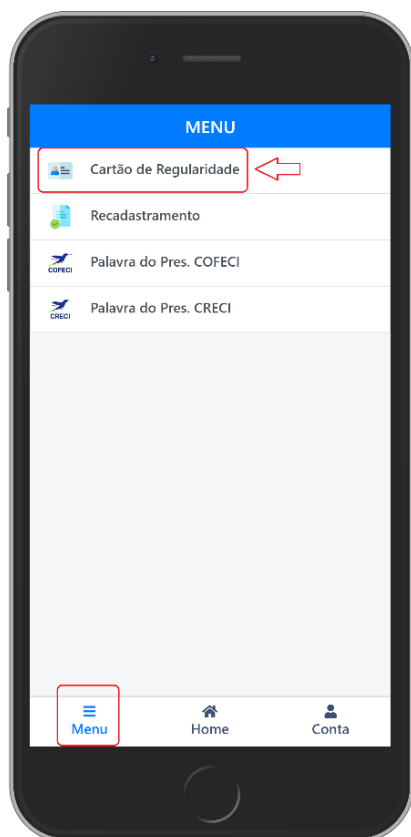 MENU
Cartão de Regularidade
Recadastramento
COFECI
Palavra do Pres. COFECI
CRECI
Palavra do Pres. CRECI
Menu
Home
Conta